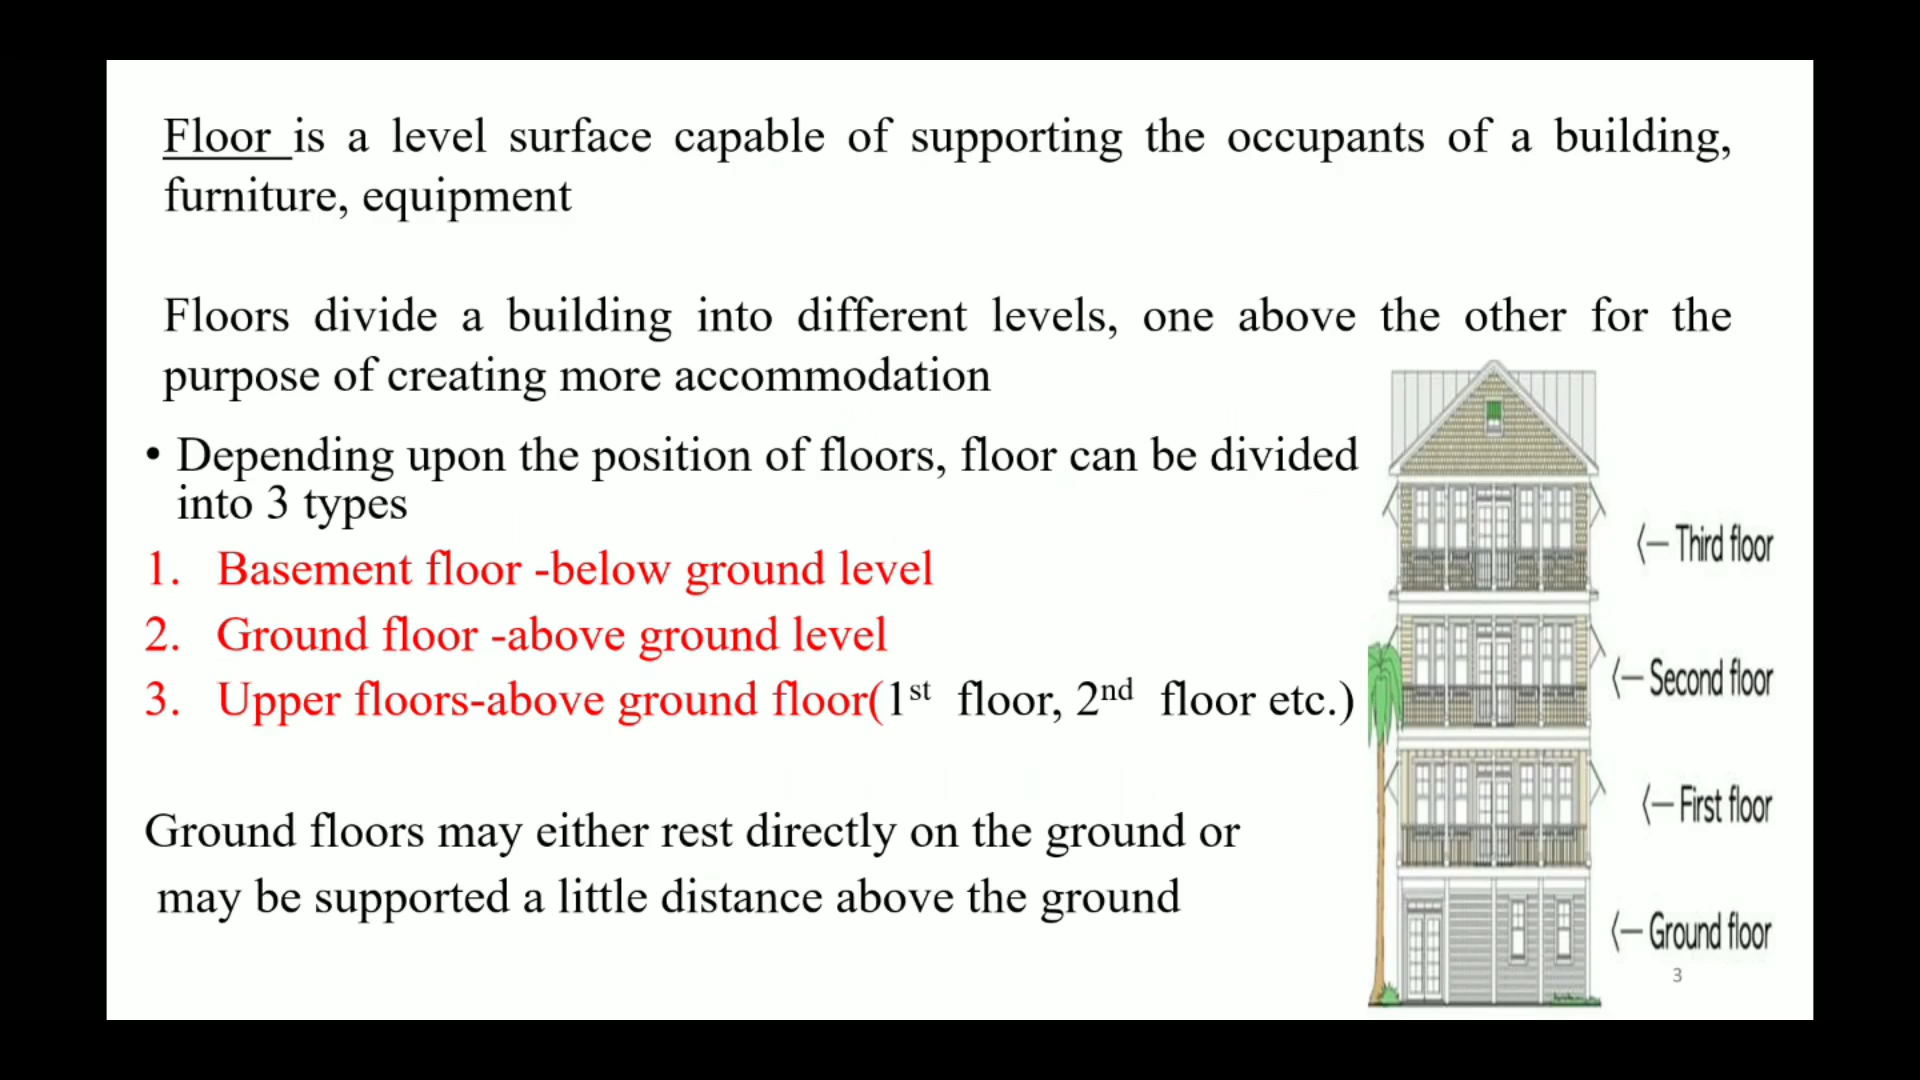 Floor is a level surface capable of supporting the occupants of a building,
furniture, equipment
Floors divide a building into different levels, one above the other for the
purpose of creating more accommodation
• Depending upon the position of floors, floor can be divided
into 3 types
1. Basement floor -below ground level
2. Ground floor -above ground level
3. Upper floors-above ground floor(1st floor, 2nd floor etc.)
Ground floors may either rest directly on the ground or
may be supported a little distance above the ground
Third floor
Second floor
First floor
Ground floor
3